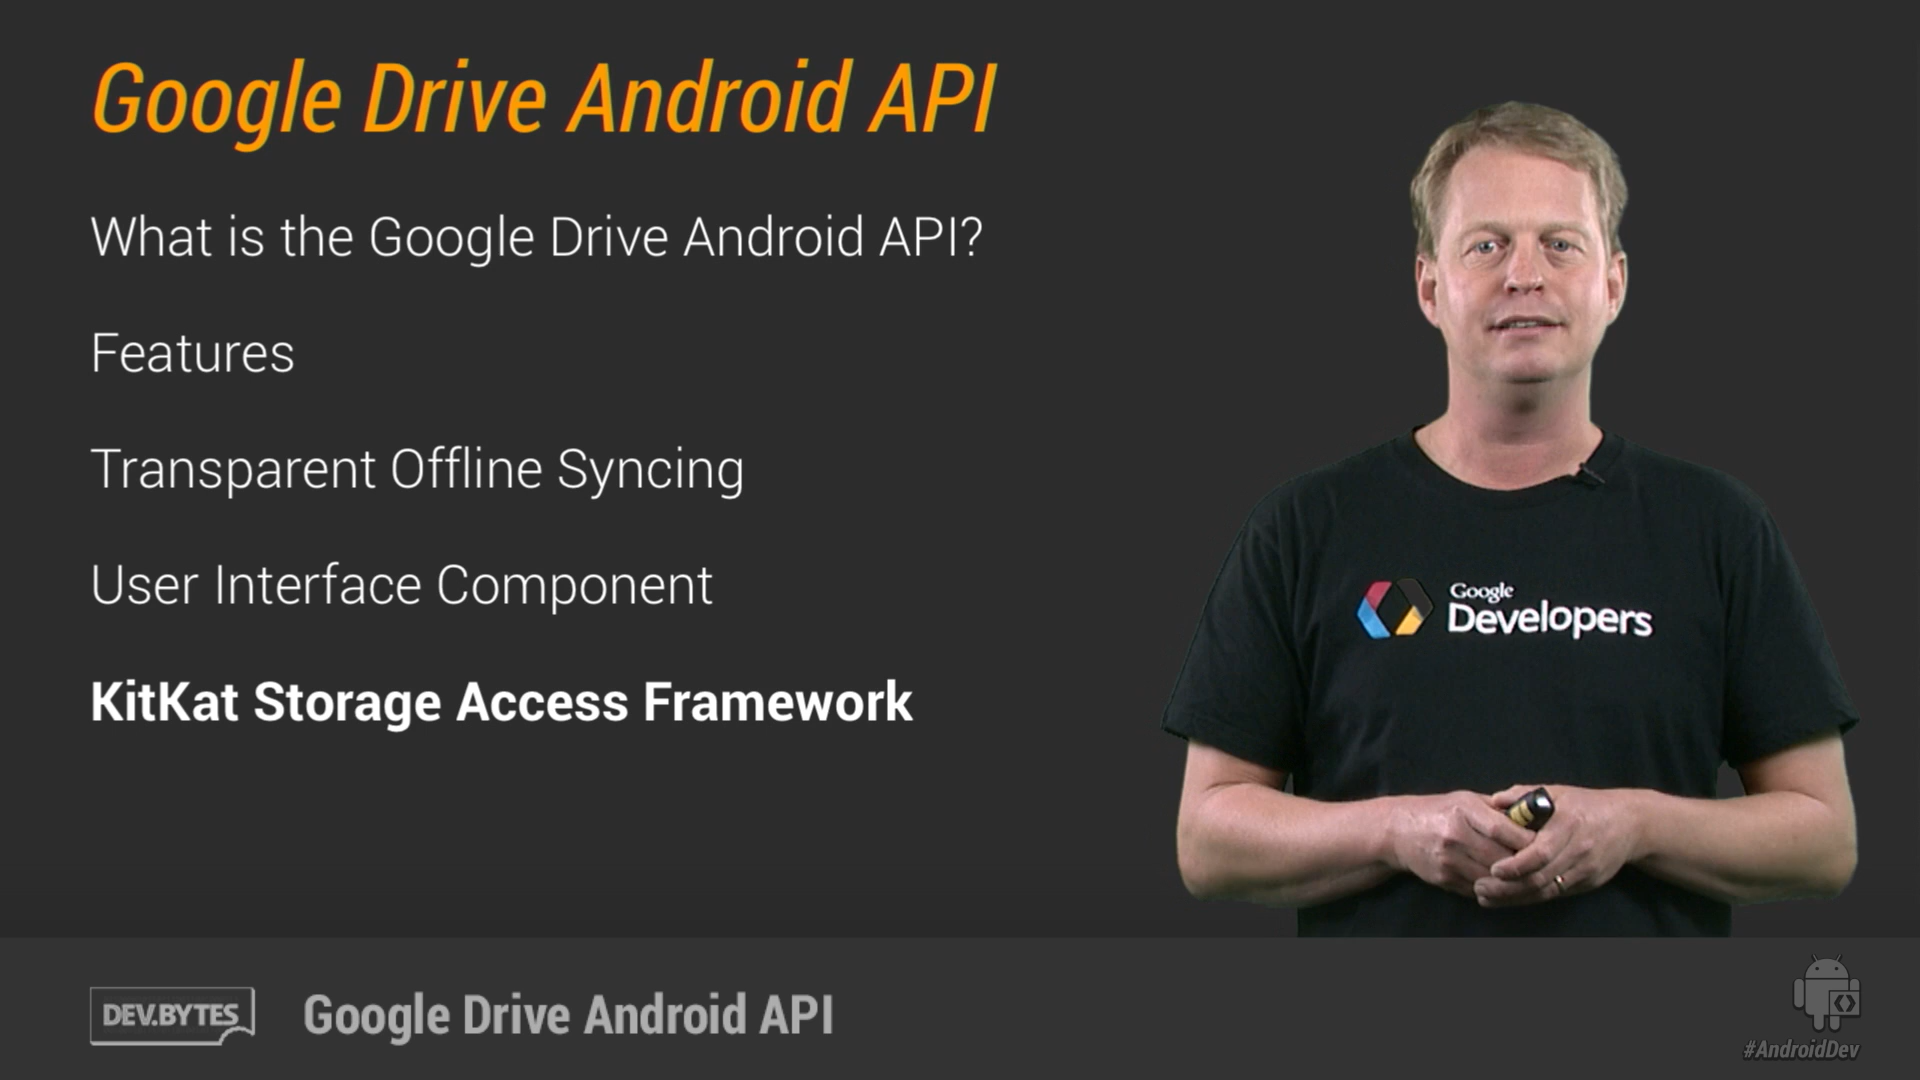 Google Drive Android API
What is the Google Drive Android API?
Features
Transparent Offline Syncing
User Interface Component
KitKat Storage Access Framework
Google
Developers
DEV.BYTES
Google Drive Android API
#AndroidDev